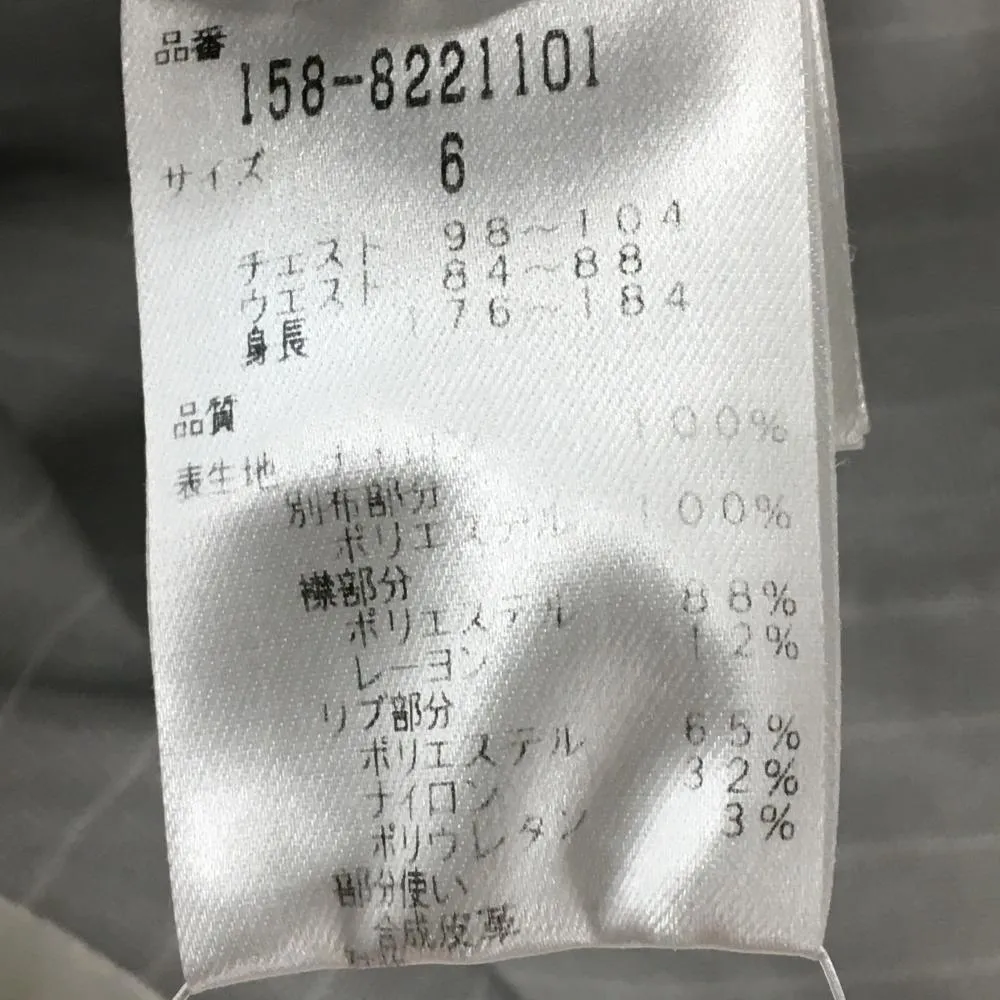 品番 158-8221101
サイズ 6
チェスト 98~104
ウエスト 84~88
身長 176~184
品質
表生地 100%
別布部分
ポリエステル 100%
襟部分
ポリエステル 88%
レーヨン 12%
リブ部分
ポリエステル 65%
ナイロン 32%
ポリウレタン 3%
部分使い
合成皮革